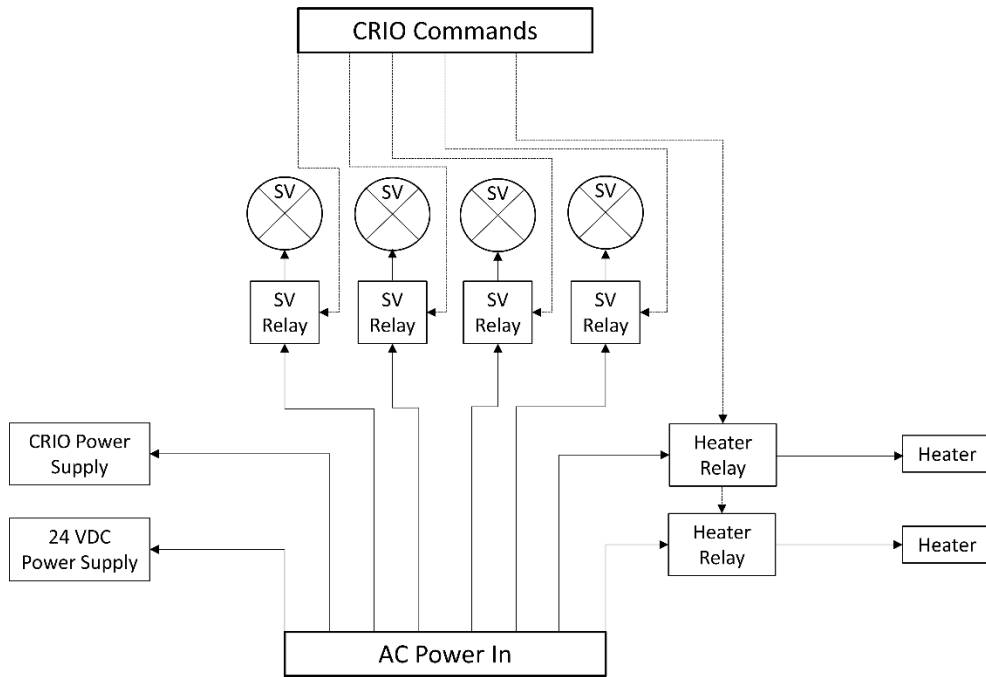 CRIO Commands
SV
SV
SV
SV
SV
Relay
SV
Relay
SV
Relay
SV
Relay
CRIO Power
Supply
Heater
Relay
Heater
24 VDC
Power Supply
Heater
Relay
Heater
AC Power In